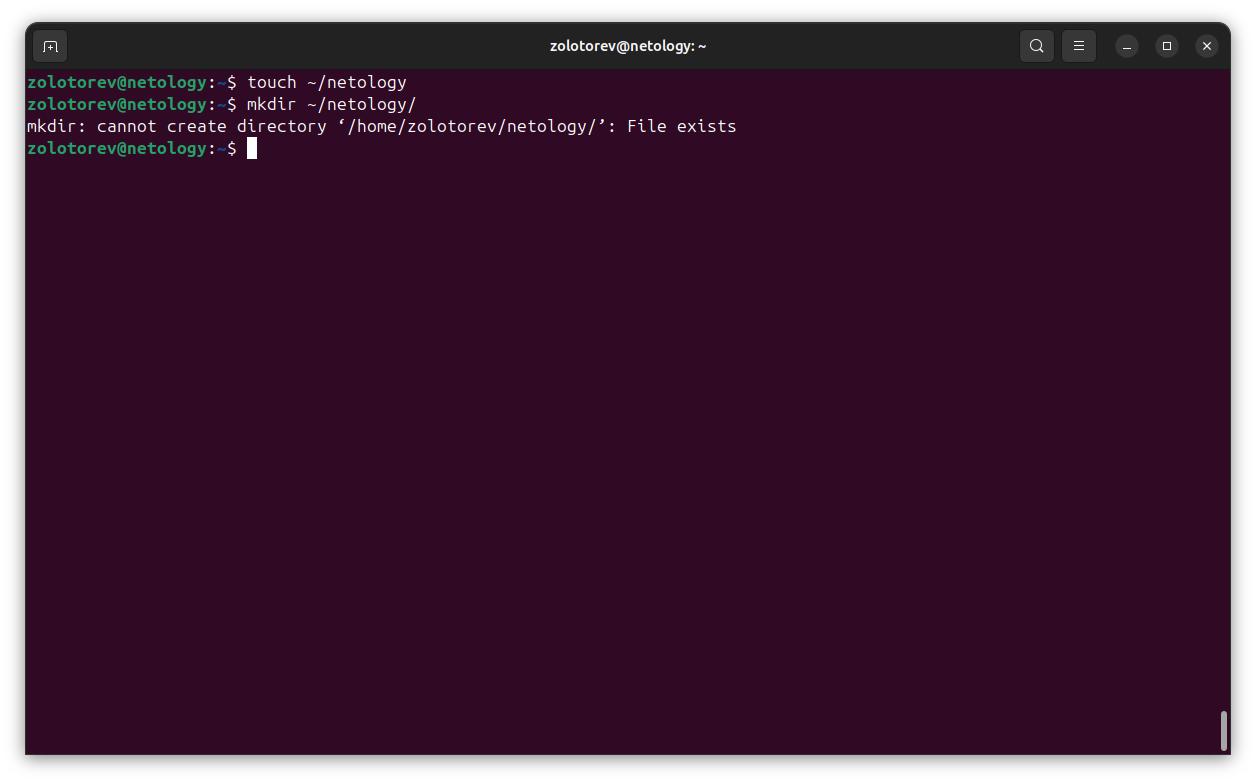 zolotorev@netology: ~
zolotorev@netology:~$ touch ~/netology
zolotorev@netology:~$ mkdir ~/netology/
mkdir: cannot create directory ‘/home/zolotorev/netology/’: File exists
zolotorev@netology:~$